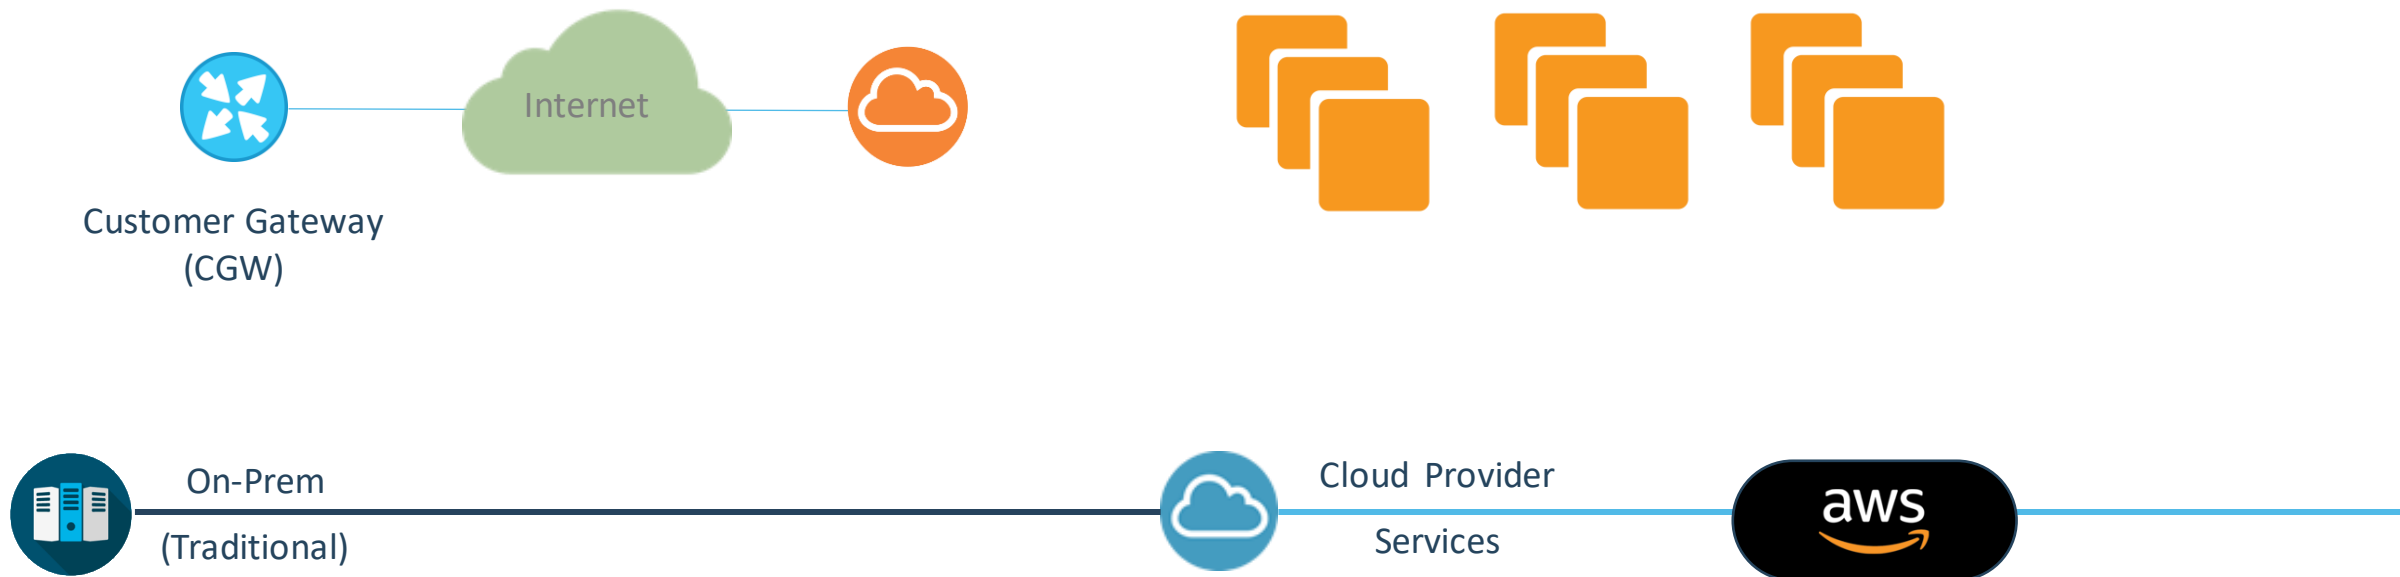 Internet
Customer Gateway
(CGW)
On-Prem
(Traditional)
Cloud Provider
Services
aws